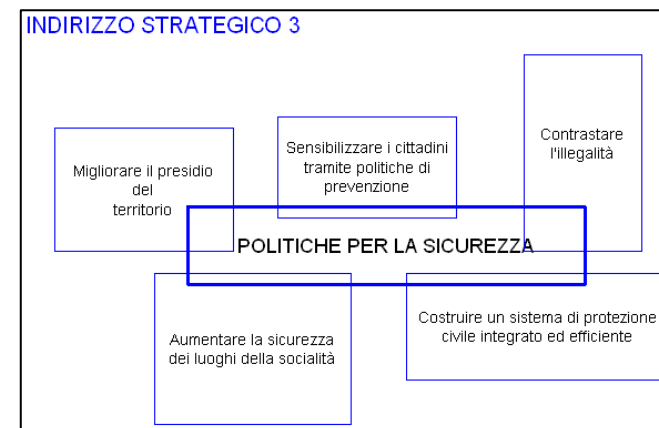 INDIRIZZO STRATEGICO 3
Contrastare
l'illegalità
Sensibilizzare i cittadini
tramite politiche di
prevenzione
Migliorare il presidio
del
territorio
POLITICHE PER LA SICUREZZA
Aumentare la sicurezza
dei luoghi della socialità
Costruire un sistema di protezione
civile integrato ed efficiente